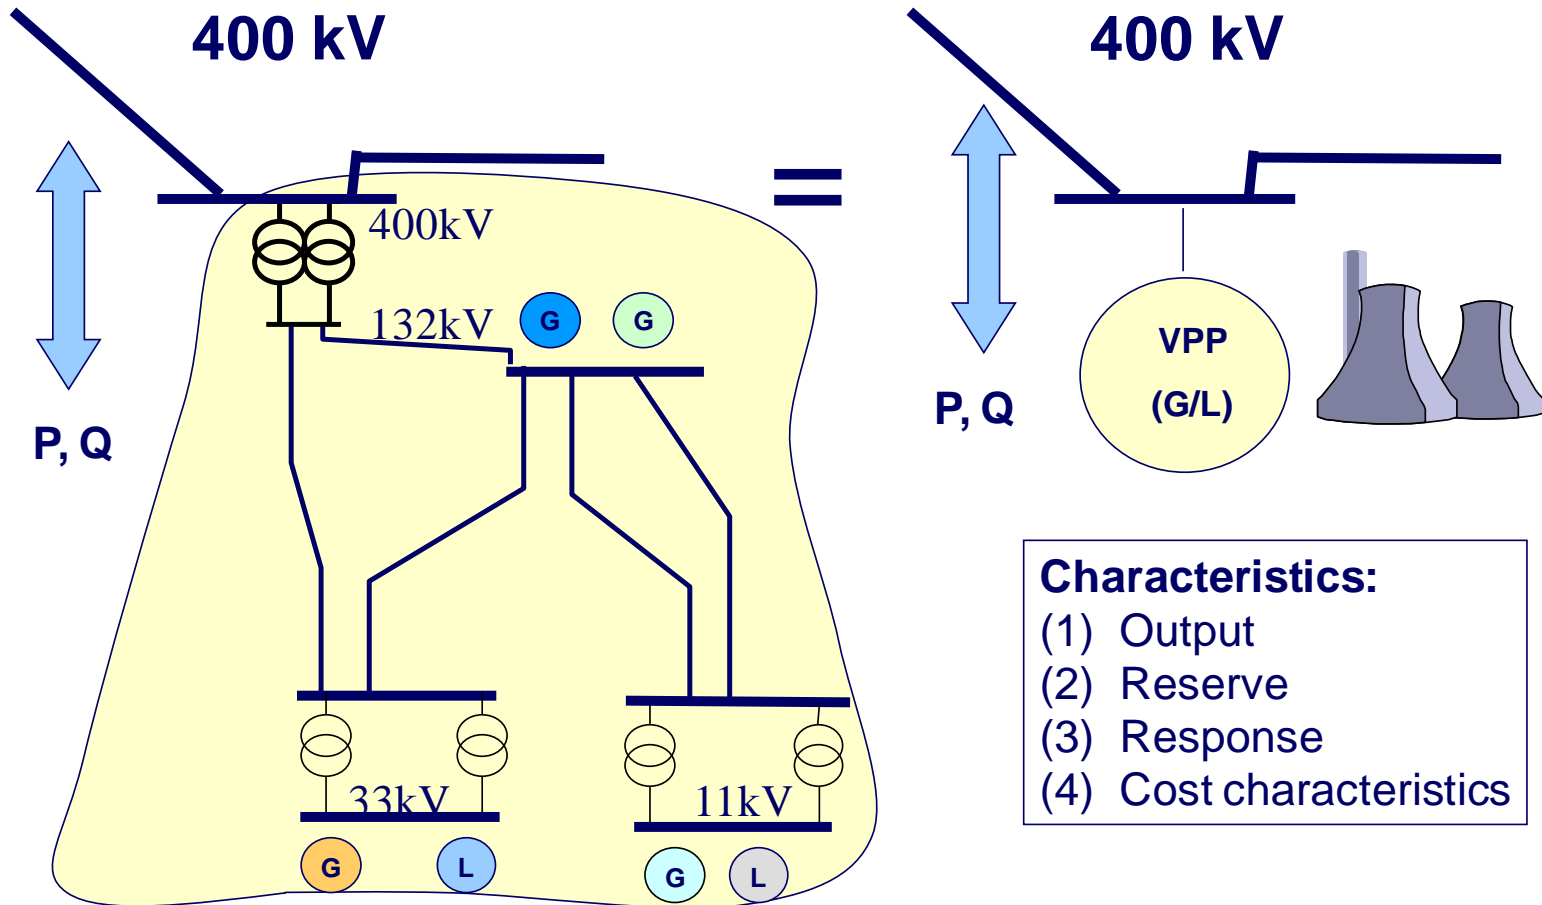 400 kV
400kV
132kV
G
G
P, Q
33kV
11kV
G
L
G
L
=
400 kV
P, Q
VPP
(G/L)
Characteristics:
(1) Output
(2) Reserve
(3) Response
(4) Cost characteristics